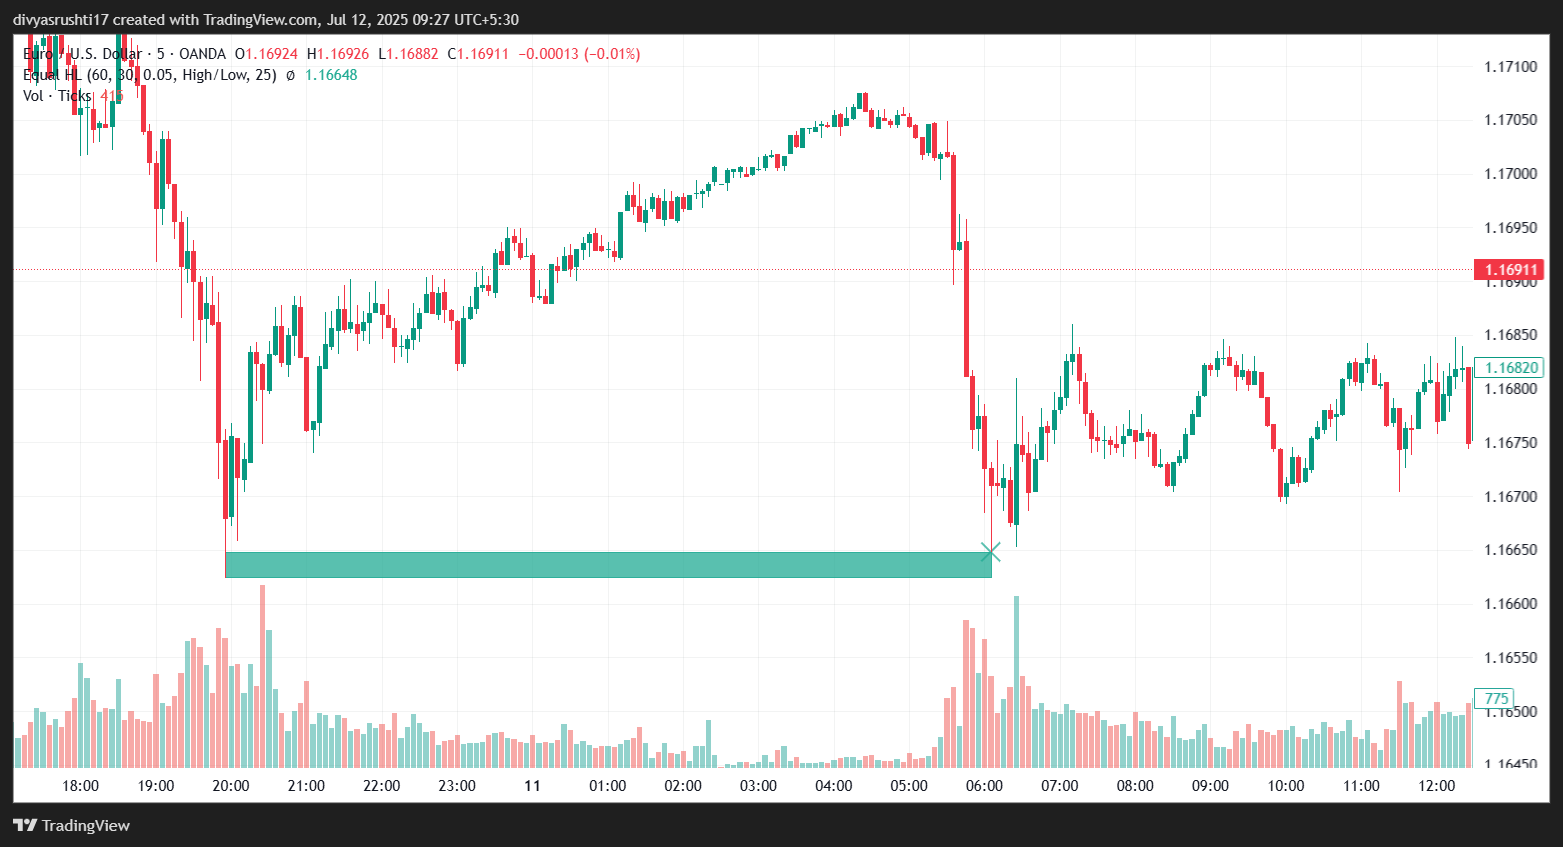 divyasrushti17 created with TradingView.com, Jul 12, 2025 09:27 UTC+5:30
Euro / U.S. Dollar · 5 · OANDA O1.16924 H1.16926 L1.16882 C1.16911 −0.00013 (−0.01%)
Equal HL (60, 30, 0.05, High/Low, 25) ø 1.16648
Vol · Ticks 415
1.17100
1.17050
1.17000
1.16950
1.16911
1.16900
1.16850
1.16820
1.16800
1.16750
1.16700
1.16650
1.16600
1.16550
775
1.16500
1.16450
18:00 19:00 20:00 21:00 22:00 23:00 11 01:00 02:00 03:00 04:00 05:00 06:00 07:00 08:00 09:00 10:00 11:00 12:00
TradingView